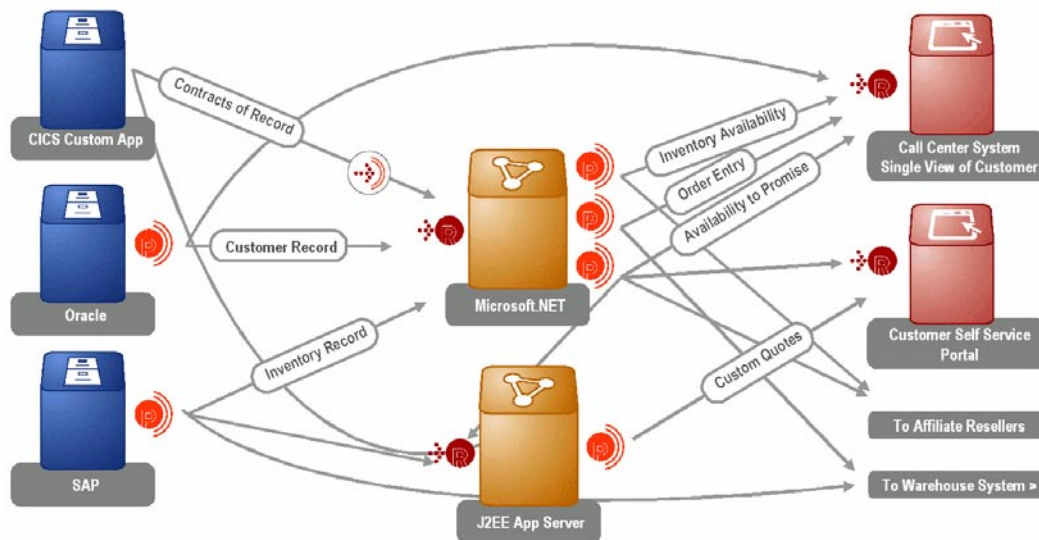 CICS Custom App
Contracts of Record
Inventory Availability
Order Entry
Availability to Promise
Call Center System
Single View of Customer
R
P
P
P
P
R
Customer Record
Oracle
Microsoft.NET
R
Customer Self Service
Portal
Inventory Record
Custom Quotes
P
SAP
R
P
J2EE App Server
To Affiliate Resellers
To Warehouse System >